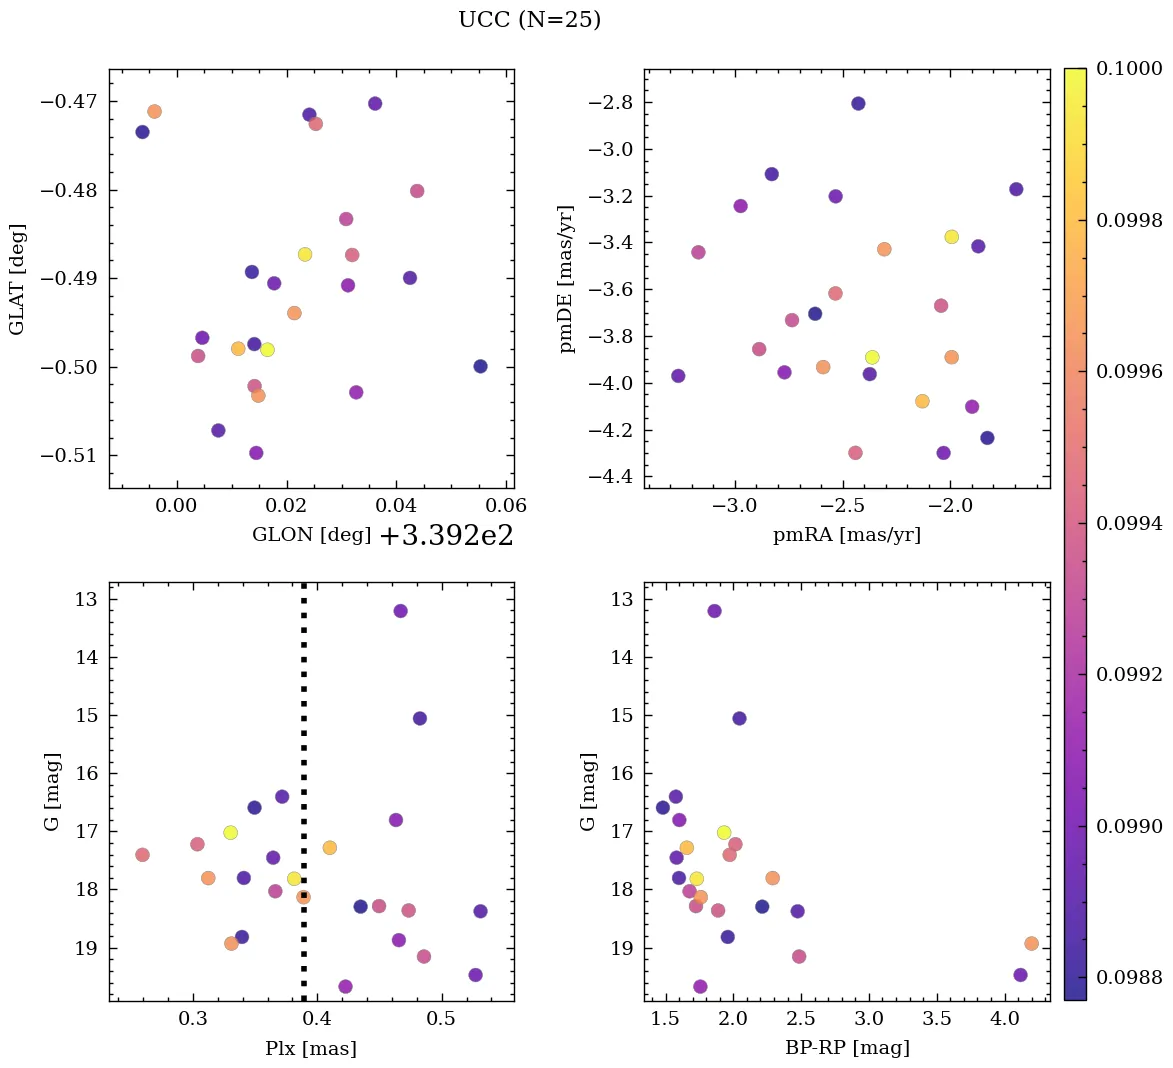 UCC (N=25)
−0.47
−0.48
−0.49
−0.50
−0.51
GLAT [deg]
0.00 0.02 0.04 0.06
GLON [deg] +3.392e2
−2.8
−3.0
−3.2
−3.4
−3.6
−3.8
−4.0
−4.2
−4.4
pmDE [mas/yr]
−3.0 −2.5 −2.0
pmRA [mas/yr]
0.1000
0.0998
0.0996
0.0994
0.0992
0.0990
0.0988
13
14
15
16
17
18
19
G [mag]
0.3 0.4 0.5
Plx [mas]
13
14
15
16
17
18
19
G [mag]
1.5 2.0 2.5 3.0 3.5 4.0
BP-RP [mag]